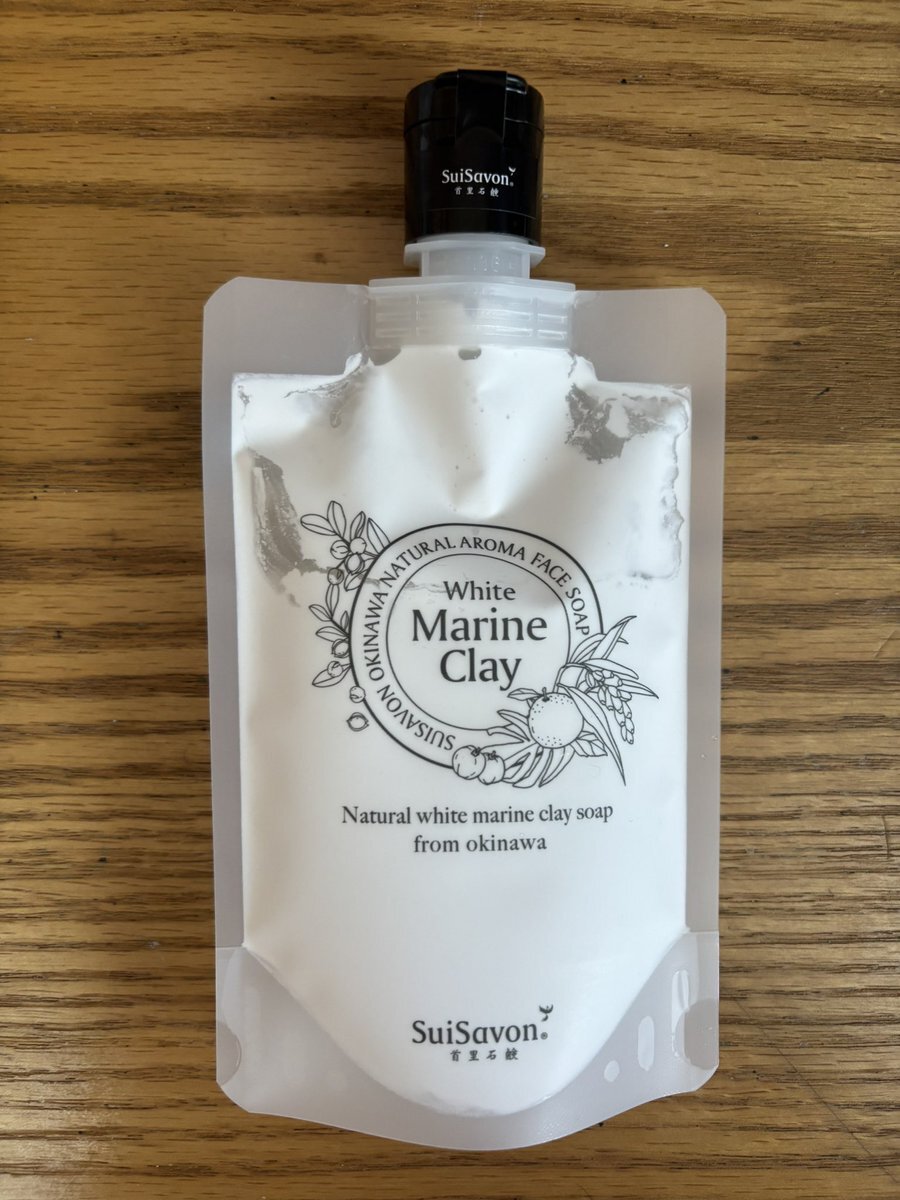 SuiSavon®
首里石鹸
SUISAVON OKINAWA NATURAL AROMA FACE SOAP
White
Marine
Clay
Natural white marine clay soap
from okinawa
SuiSavon®
首里石鹸